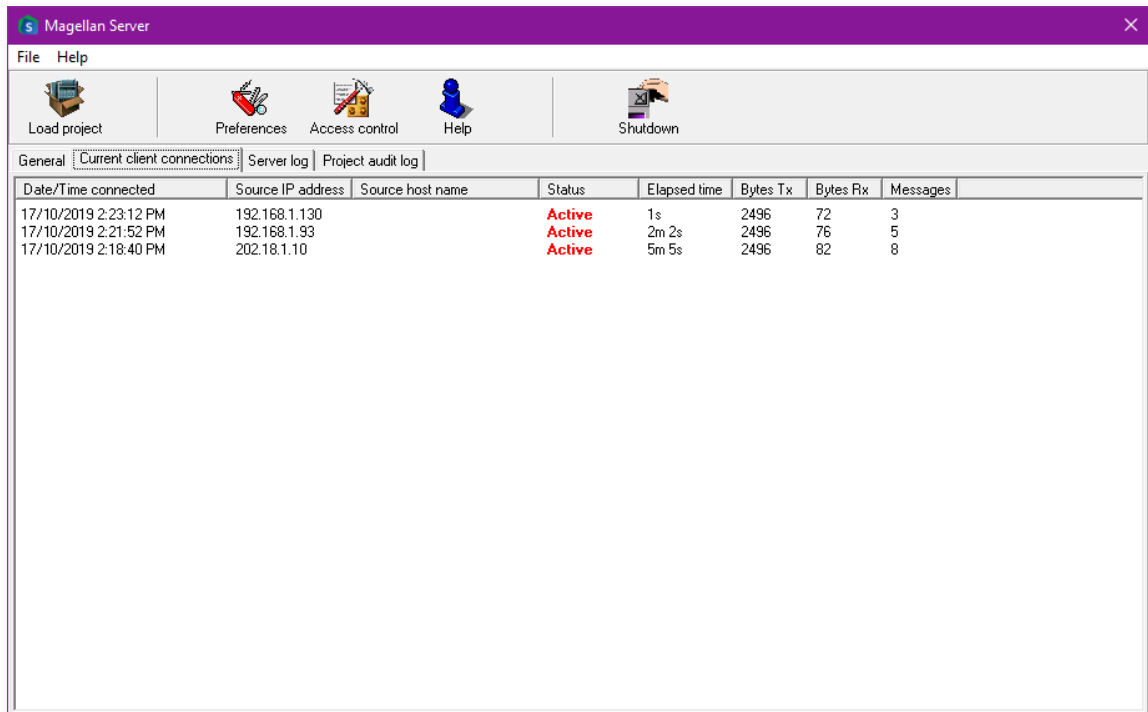 Magellan Server
File Help
Load project Preferences Access control Help Shutdown
General Current client connections Server log Project audit log
Date/Time connected Source IP address Source host name Status Elapsed time Bytes Tx Bytes Rx Messages
17/10/2019 2:23:12 PM 192.168.1.130 Active 1s 2496 72 3
17/10/2019 2:21:52 PM 192.168.1.93 Active 2m 2s 2496 76 5
17/10/2019 2:18:40 PM 202.18.1.10 Active 5m 5s 2496 82 8